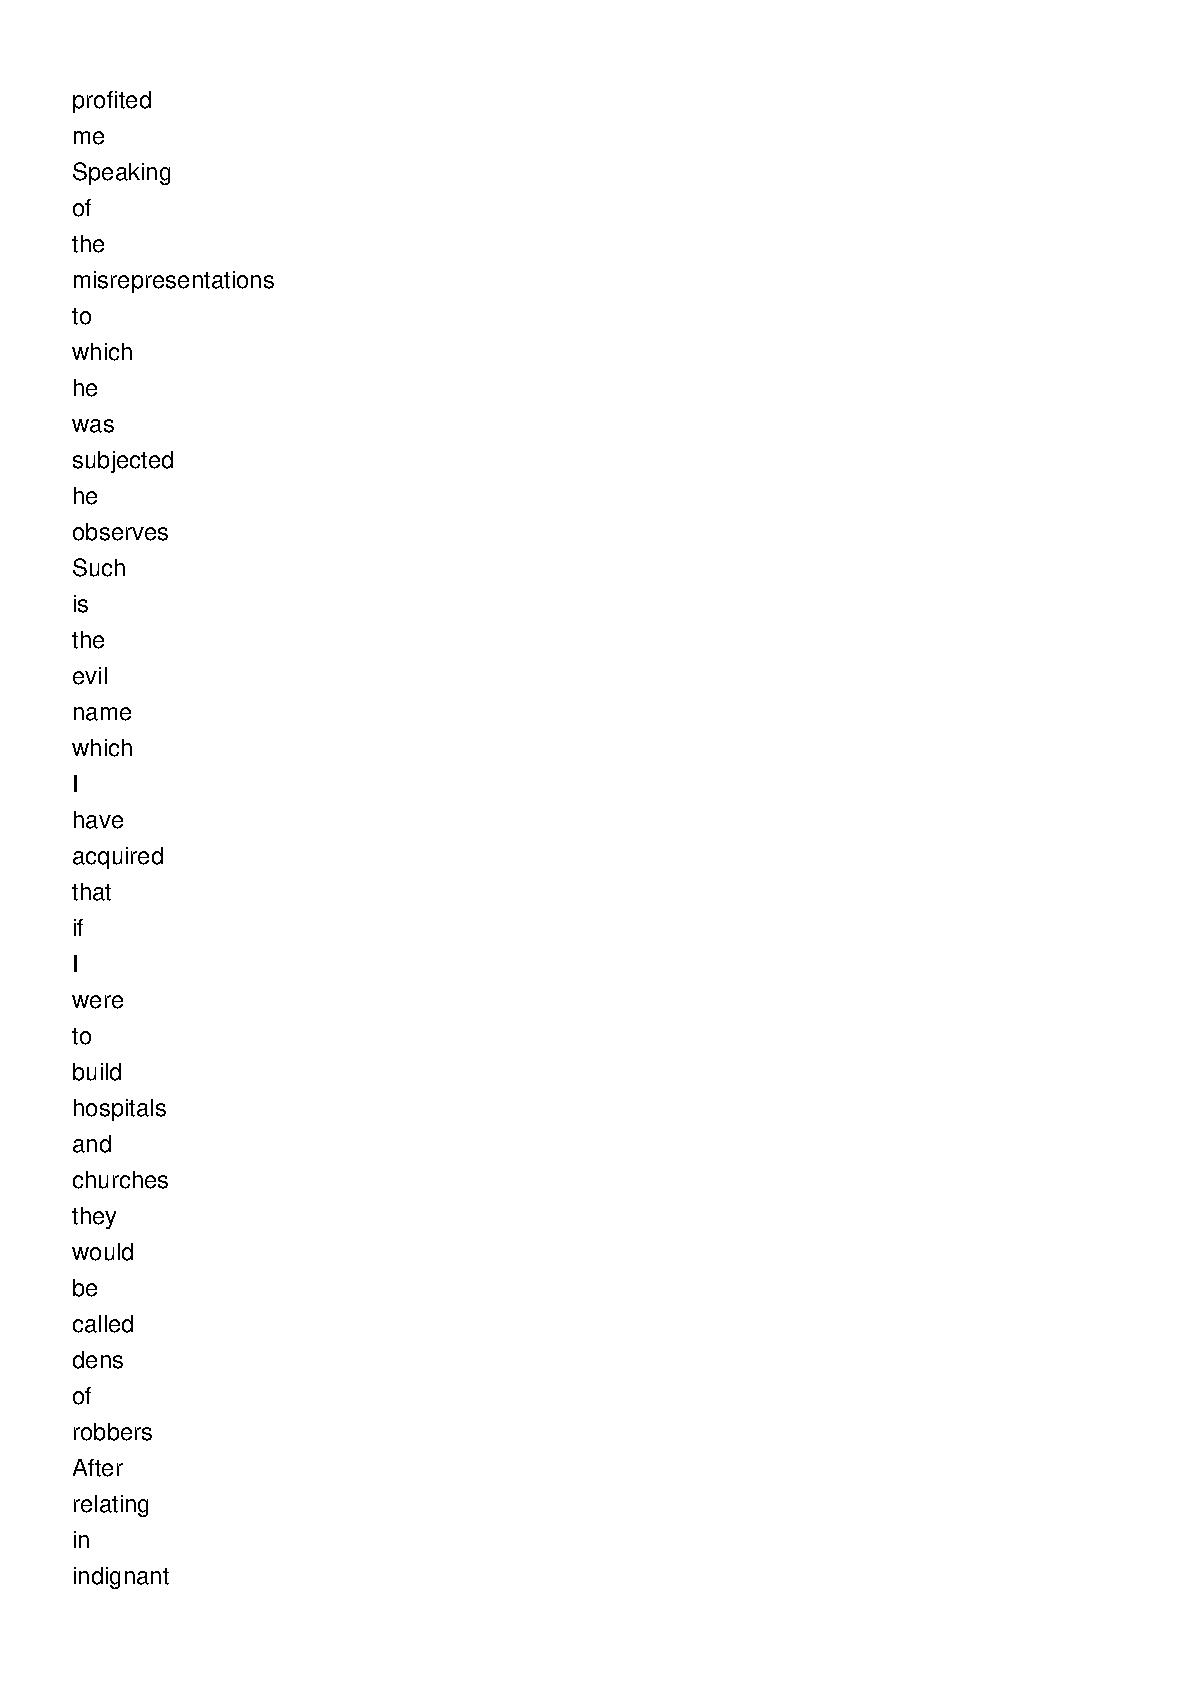 profited
me
Speaking
of
the
misrepresentations
to
which
he
was
subjected
he
observes
Such
is
the
evil
name
which
I
have
acquired
that
if
I
were
to
build
hospitals
and
churches
they
would
be
called
dens
of
robbers
After
relating
in
indignant